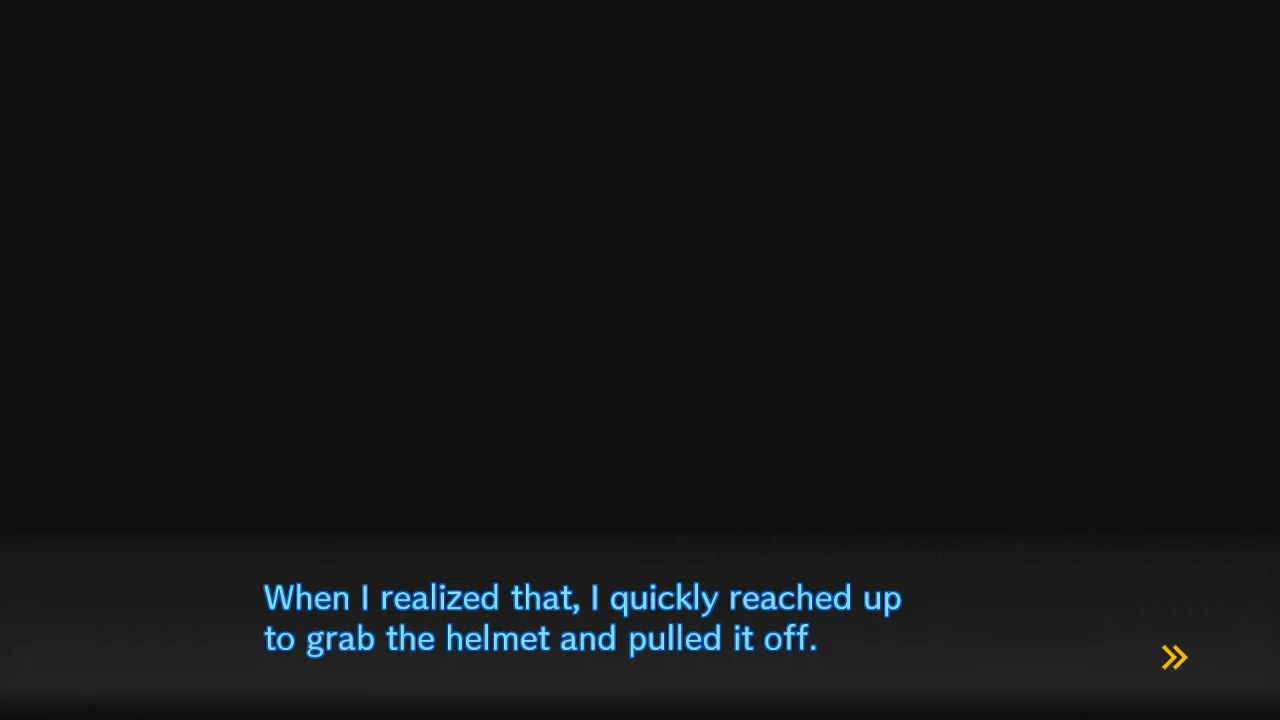 When I realized that, I quickly reached up
to grab the helmet and pulled it off.